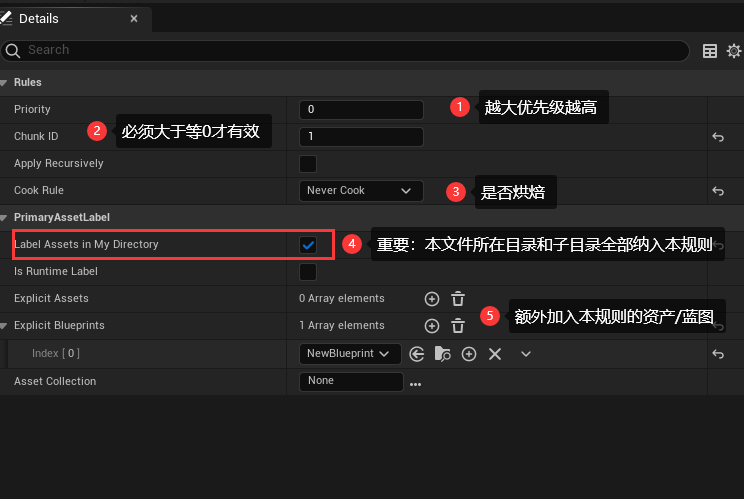 Details
Search
Rules
Priority
0
1 越大优先级越高
Chunk ID
2 必须大于等0才有效
1
Apply Recursively
Cook Rule
Never Cook
3 是否烘焙
PrimaryAssetLabel
Label Assets in My Directory
4 重要：本文件所在目录和子目录全部纳入本规则
Is Runtime Label
Explicit Assets
0 Array elements
5 额外加入本规则的资产/蓝图
Explicit Blueprints
1 Array elements
Index [ 0 ]
NewBlueprint
Asset Collection
None